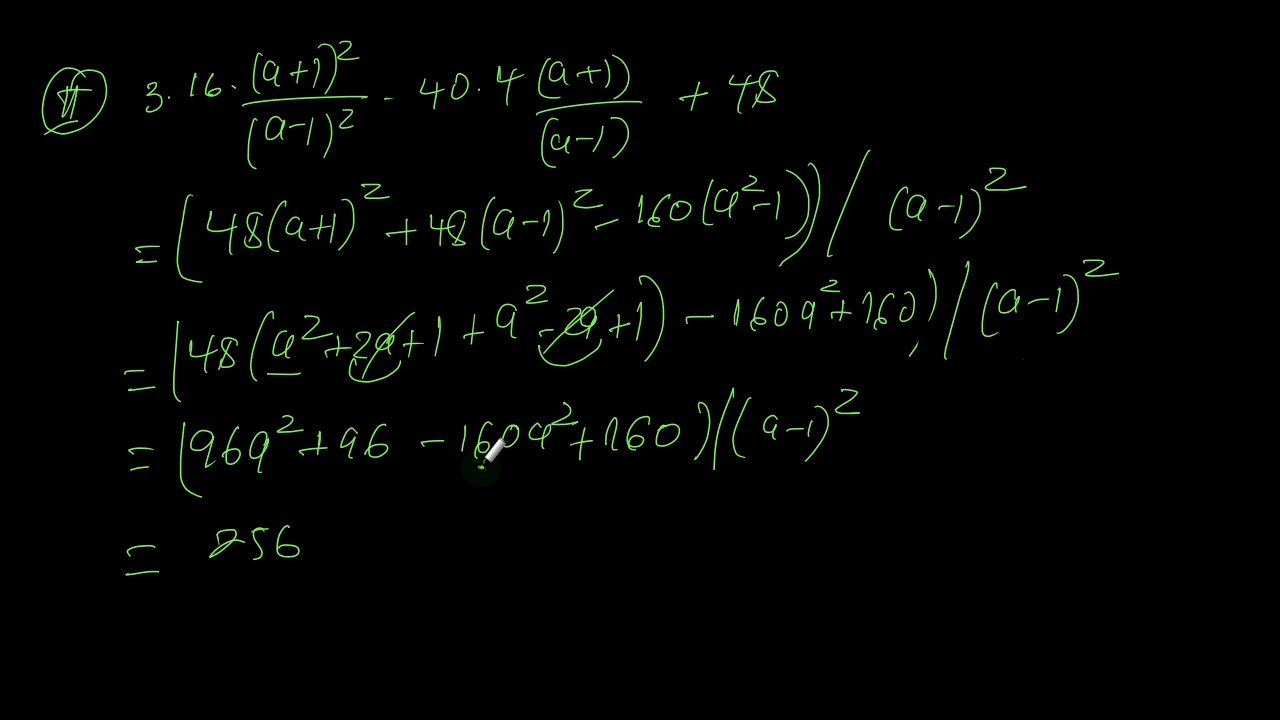 # 3. 16 · (a+1)² / (a-1)² - 40 · 4 (a+1) / (a-1) + 48
= ( 48(a+1)² + 48(a-1)² - 160(a²-1) ) / (a-1)²
= ( 48(a²+2a+1 + a²-2a+1) - 160a²+160 ) / (a-1)²
= ( 96a²+96 - 160a²+160 ) / (a-1)²
= 256